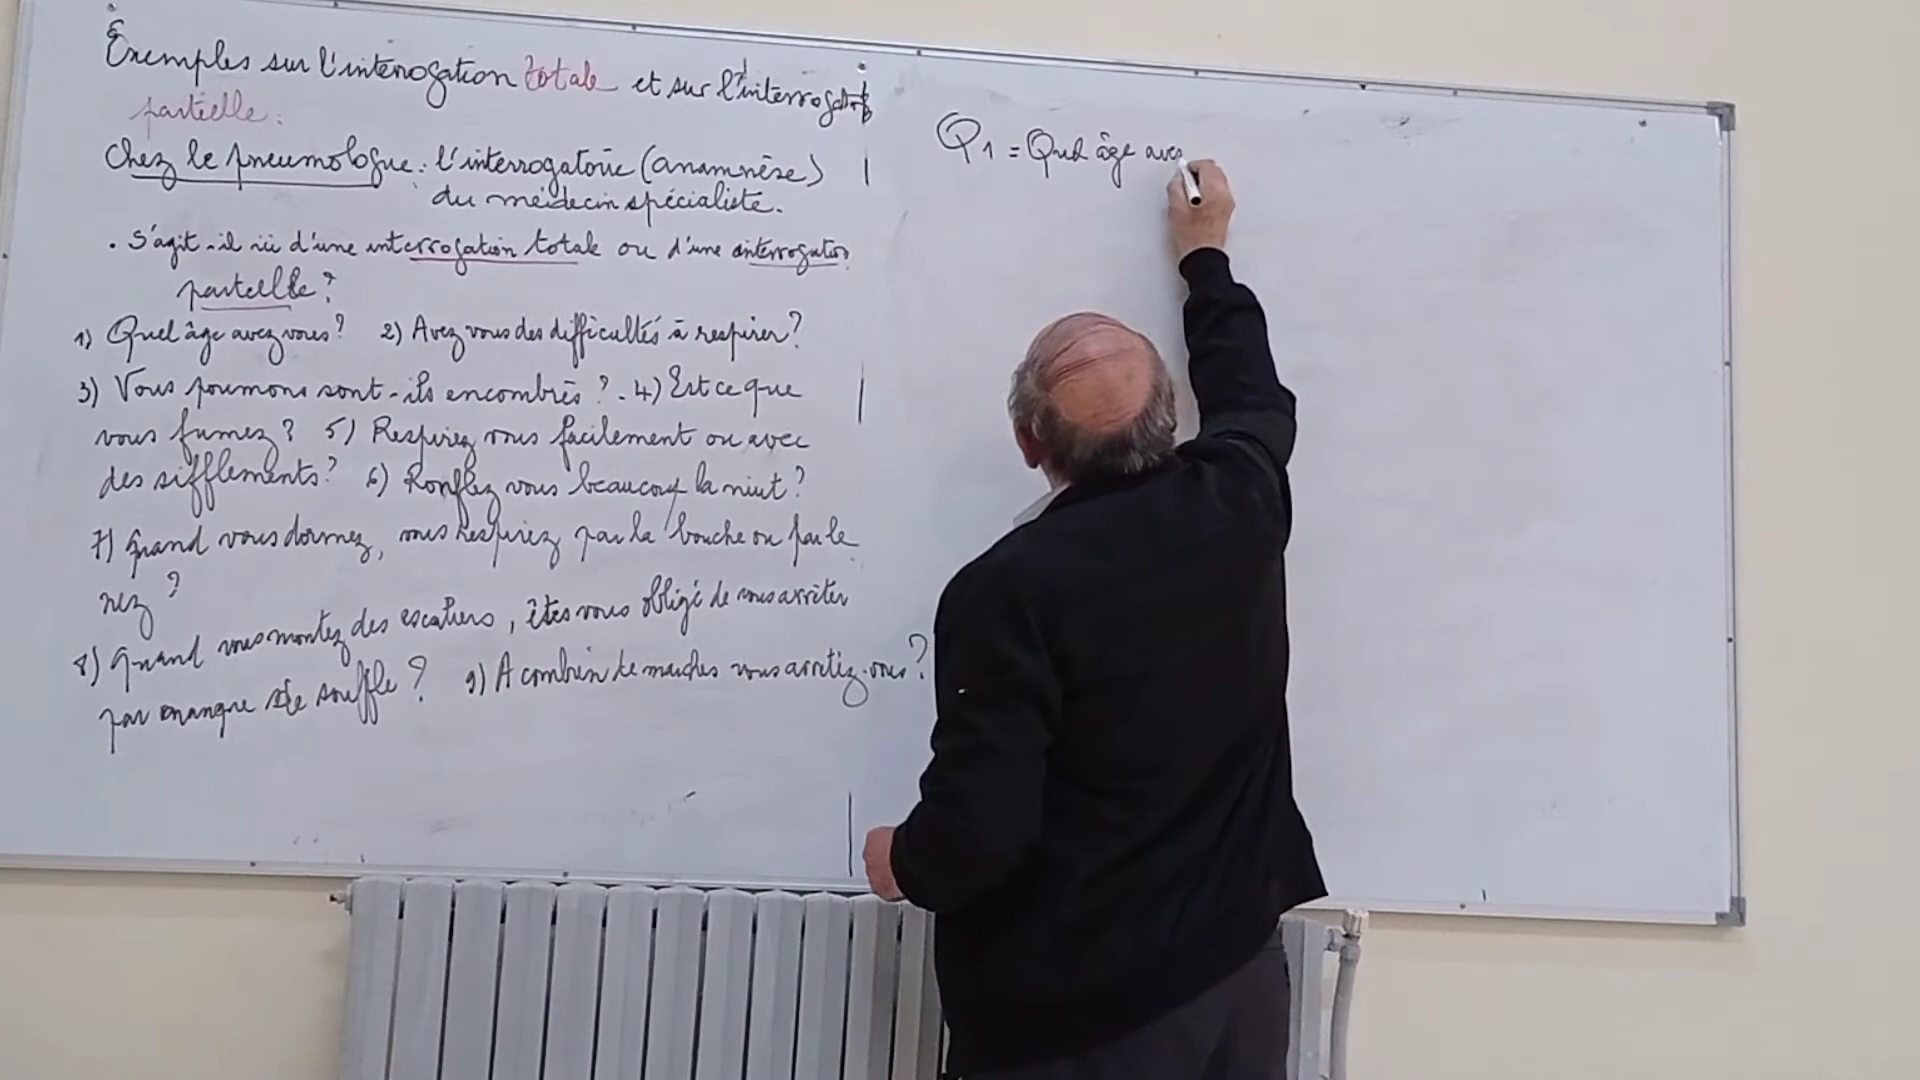 Exemples sur l'interrogation totale et sur l'interrogat°
partielle :
Chez le pneumologue : l'interrogatoire (anamnèse)
du médecin spécialiste.
. S'agit-il ici d'une interrogation totale ou d'une interrogation
partielle ?
1) Quel âge avez vous ? 2) Avez vous des difficultés à respirer ?
3) Vous poumons sont-ils encombrés ? . 4) Est ce que
vous fumez ? 5) Respirez vous facilement ou avec
des sifflements ? 6) Ronflez vous beaucoup la niut ?
7) Quand vous dormez, vous respirez par la bouche ou par le
nez ?
8) Quand vous montez des escaliers, êtes vous obligé de vous arrêter
par manque de souffle ? 9) A combien de marches vous arrêtez-vous ?
Q1 = Quel âge avez